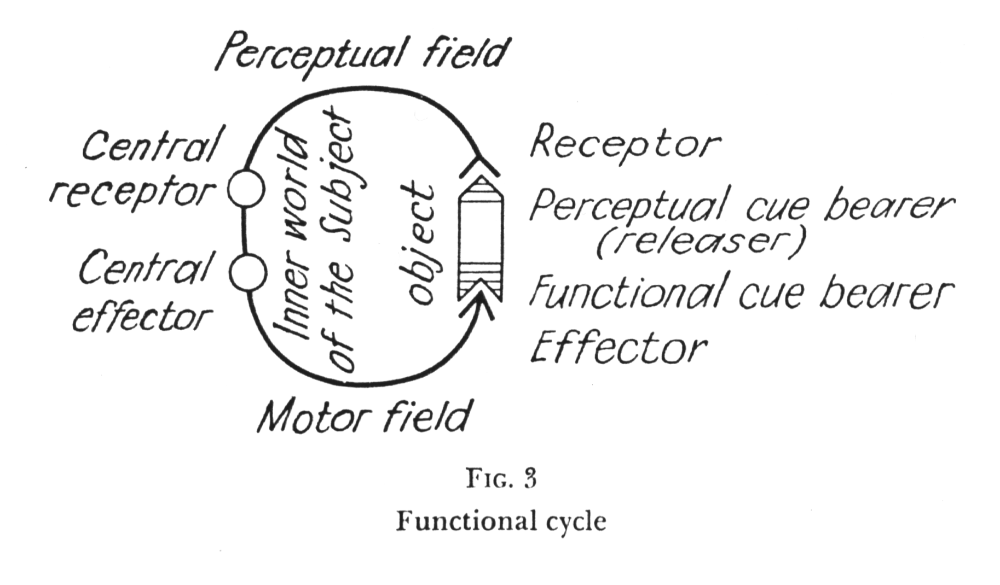 Perceptual field
Central
receptor
Central
effector
Inner world
of the Subject
object
Receptor
Perceptual cue bearer
(releaser)
Functional cue bearer
Effector
Motor field
FIG. 3
Functional cycle